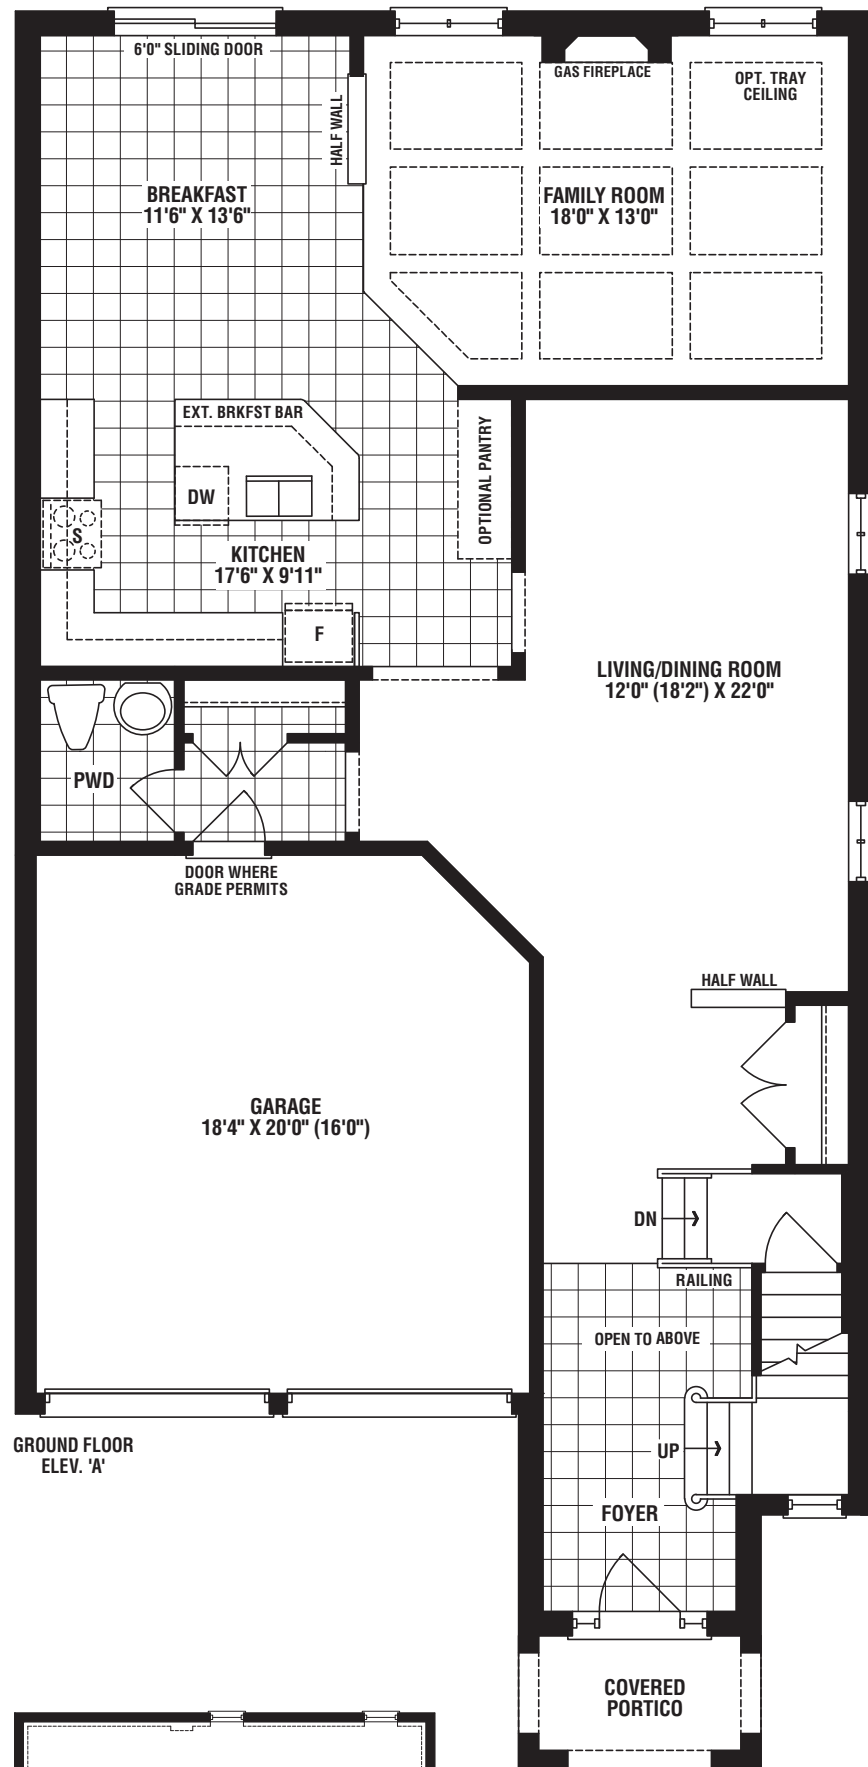 6'0" SLIDING DOOR
GAS FIREPLACE
OPT. TRAY
CEILING
HALF WALL
BREAKFAST
11'6" X 13'6"
FAMILY ROOM
18'0" X 13'0"
EXT. BRKFST BAR
OPTIONAL PANTRY
DW
S
KITCHEN
17'6" X 9'11"
F
LIVING/DINING ROOM
12'0" (18'2") X 22'0"
PWD
DOOR WHERE
GRADE PERMITS
HALF WALL
GARAGE
18'4" X 20'0" (16'0")
DN
RAILING
OPEN TO ABOVE
GROUND FLOOR
ELEV. 'A'
UP
FOYER
COVERED
PORTICO